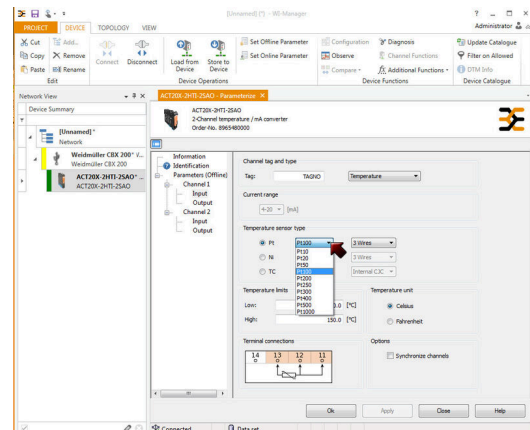 [Unnamed] (*) - WI-Manager
PROJECT DEVICE TOPOLOGY VIEW
Administrator
Cut Add... Set Offline Parameter Configuration Diagnosis Update Catalogue
Copy Remove Connect Disconnect Load from Device Store to Device Set Online Parameter Observe Channel Functions Filter on Allowed
Paste Rename Compare Additional Functions DTM Info
Edit Device Operations Device Functions Device Catalogue
Network View
ACT20X-2HTI-2SAO - Parameterize
Device Summary
[Unnamed]*
Network
Weidmüller CBX 200*
Weidmüller CBX 200
ACT20X-2HTI-2SAO*
ACT20X-2HTI-2SAO
ACT20X-2HTI-2SAO
2-Channel temperature / mA converter
Order-No. 8965480000
Information
Identification
Parameters (Offline)
Channel 1
Input
Output
Channel 2
Input
Output
Channel tag and type
Tag: TAGNO Temperature
Current range
4-20 [mA]
Temperature sensor type
Pt Pt100 3 Wires
Ni 3 Wires
TC Internal CJC
Pt10
Pt20
Pt50
Pt100
Pt200
Pt250
Pt300
Pt400
Pt500
Pt1000
Temperature limits
Low: 0.0 [°C]
High: 150.0 [°C]
Temperature unit
Celsius
Fahrenheit
Terminal connections
14 13 12 11
Options
Synchronize channels
Ok Apply Close Help
Connected Data set